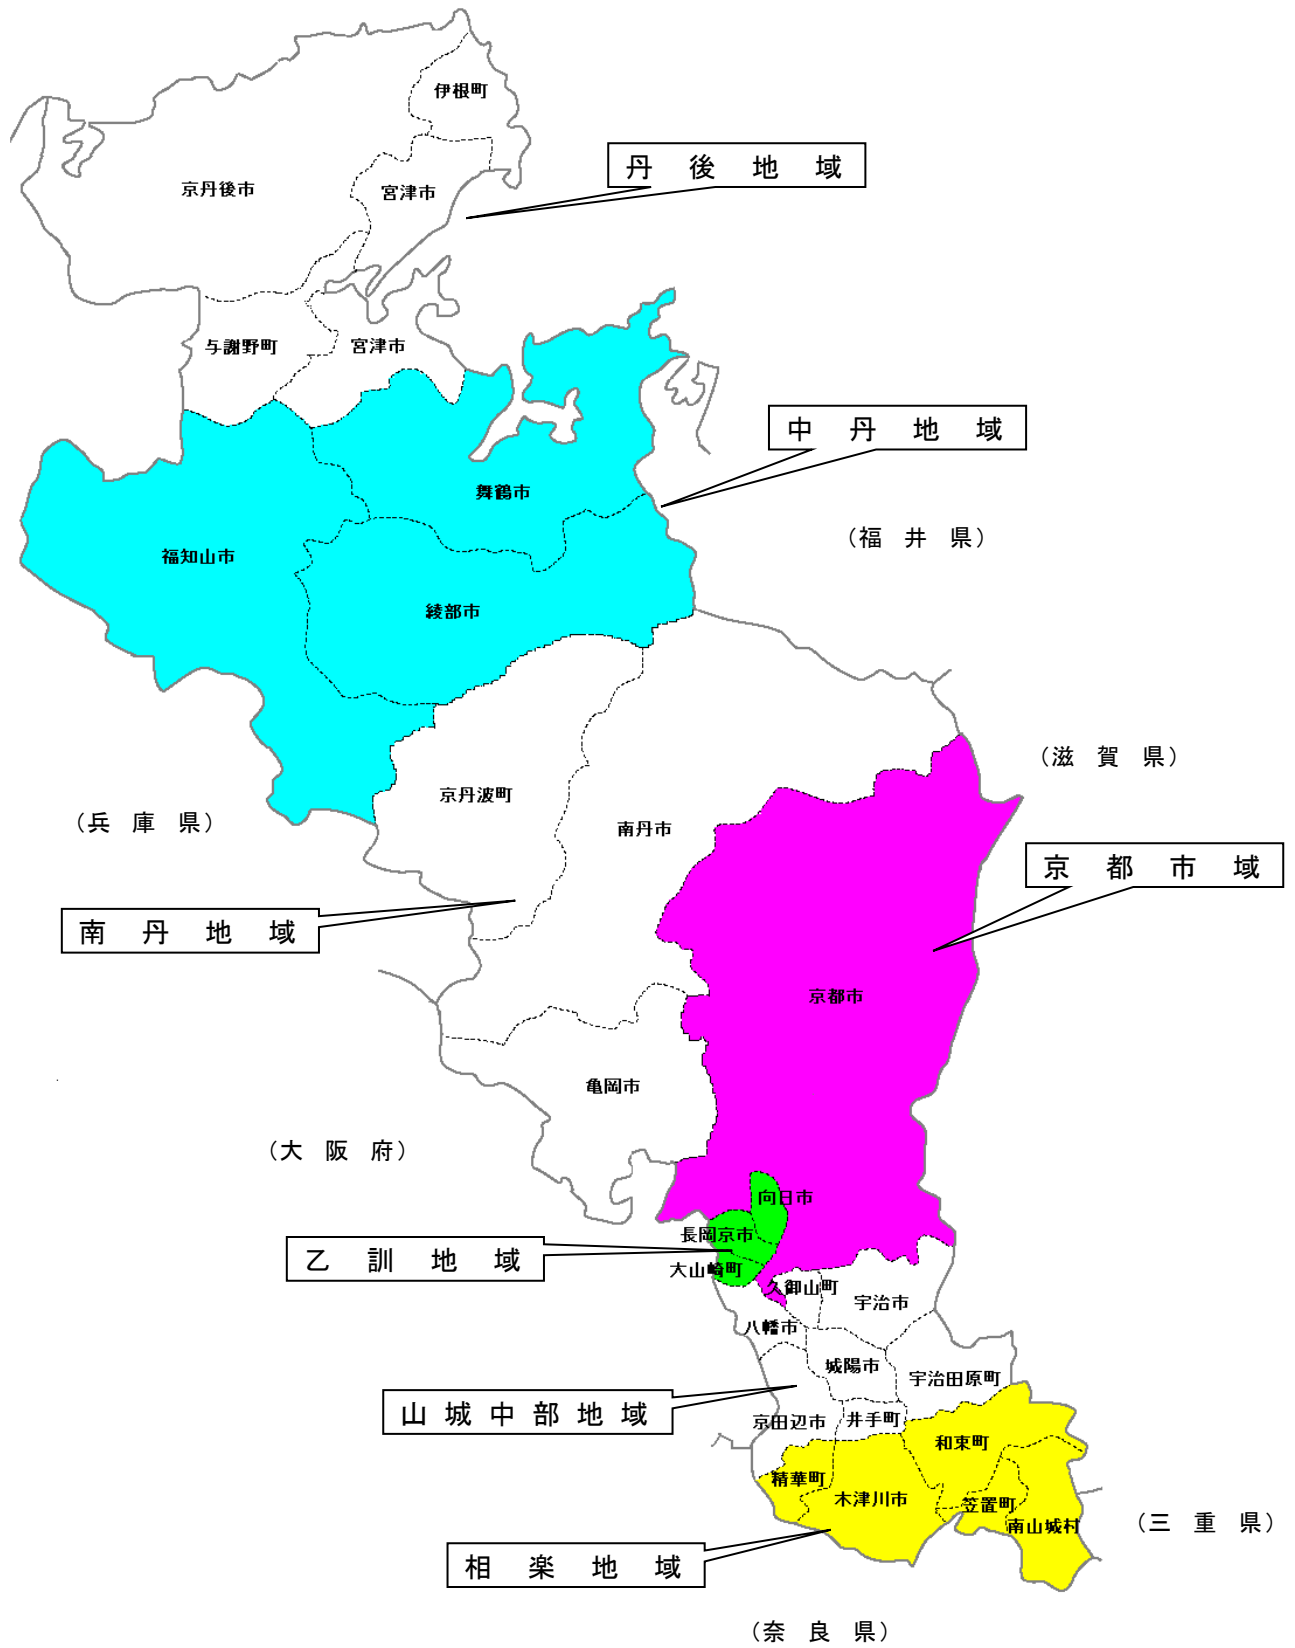 伊根町
丹後地域
京丹後市
宮津市
与謝野町
宮津市
中丹地域
舞鶴市
（福井県）
福知山市
綾部市
（滋賀県）
京丹波町
（兵庫県）
南丹市
京都市域
南丹地域
京都市
亀岡市
（大阪府）
向日市
長岡京市
乙訓地域
大山崎町
久御山町
宇治市
八幡市
城陽市
宇治田原町
山城中部地域
京田辺市
井手町
和束町
精華町
木津川市
笠置町
南山城村
（三重県）
相楽地域
（奈良県）